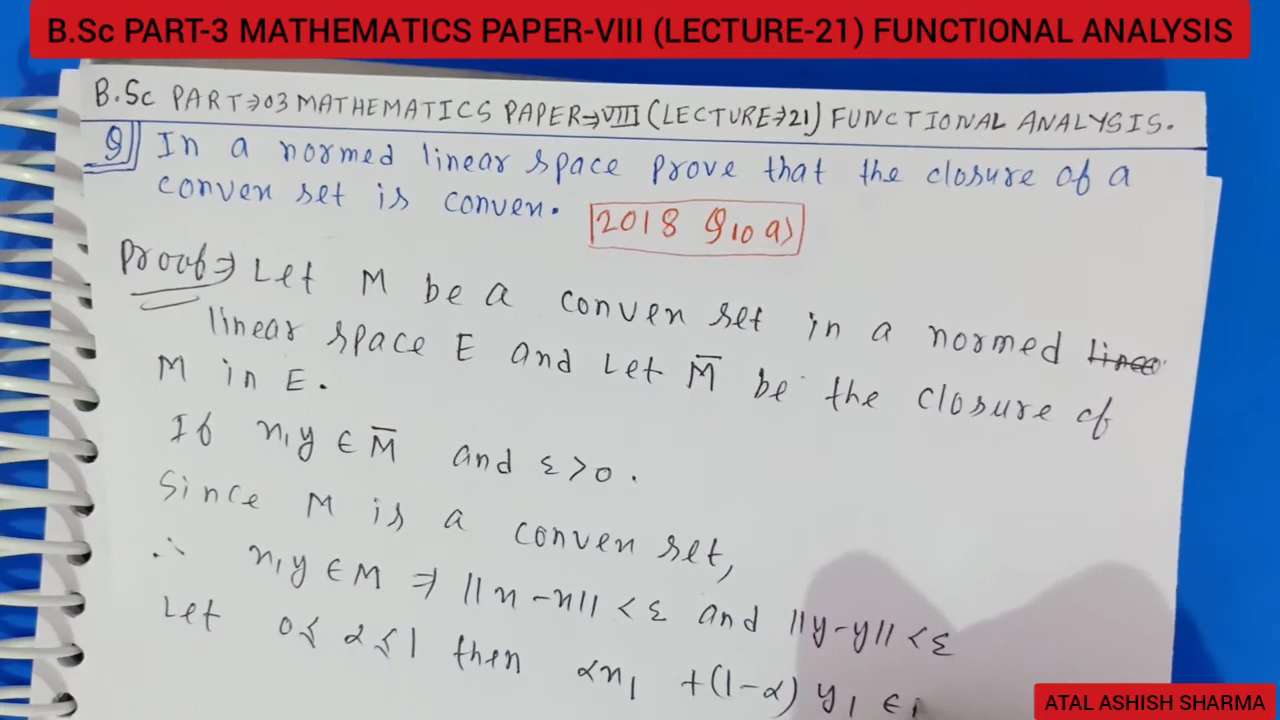 B.Sc PART-3 MATHEMATICS PAPER-VIII (LECTURE-21) FUNCTIONAL ANALYSIS
B.Sc PART→03 MATHEMATICS PAPER→VIII (LECTURE→21) FUNCTIONAL ANALYSIS.
Q In a normed linear space prove that the closure of a
convex set is convex. 2018 Q10 a)
Proof⇒ Let M be a convex set in a normed
linear space E and Let M̅ be the closure of
M in E.
If x,y ∈ M̅ and ε>0.
Since M is a convex set,
∴ x,y ∈ M ⇒ ||x-x|| < ε and ||y-y|| < ε
Let 0≤ α ≤1 then αx₁ +(1-α) y₁ ∈
ATAL ASHISH SHARMA